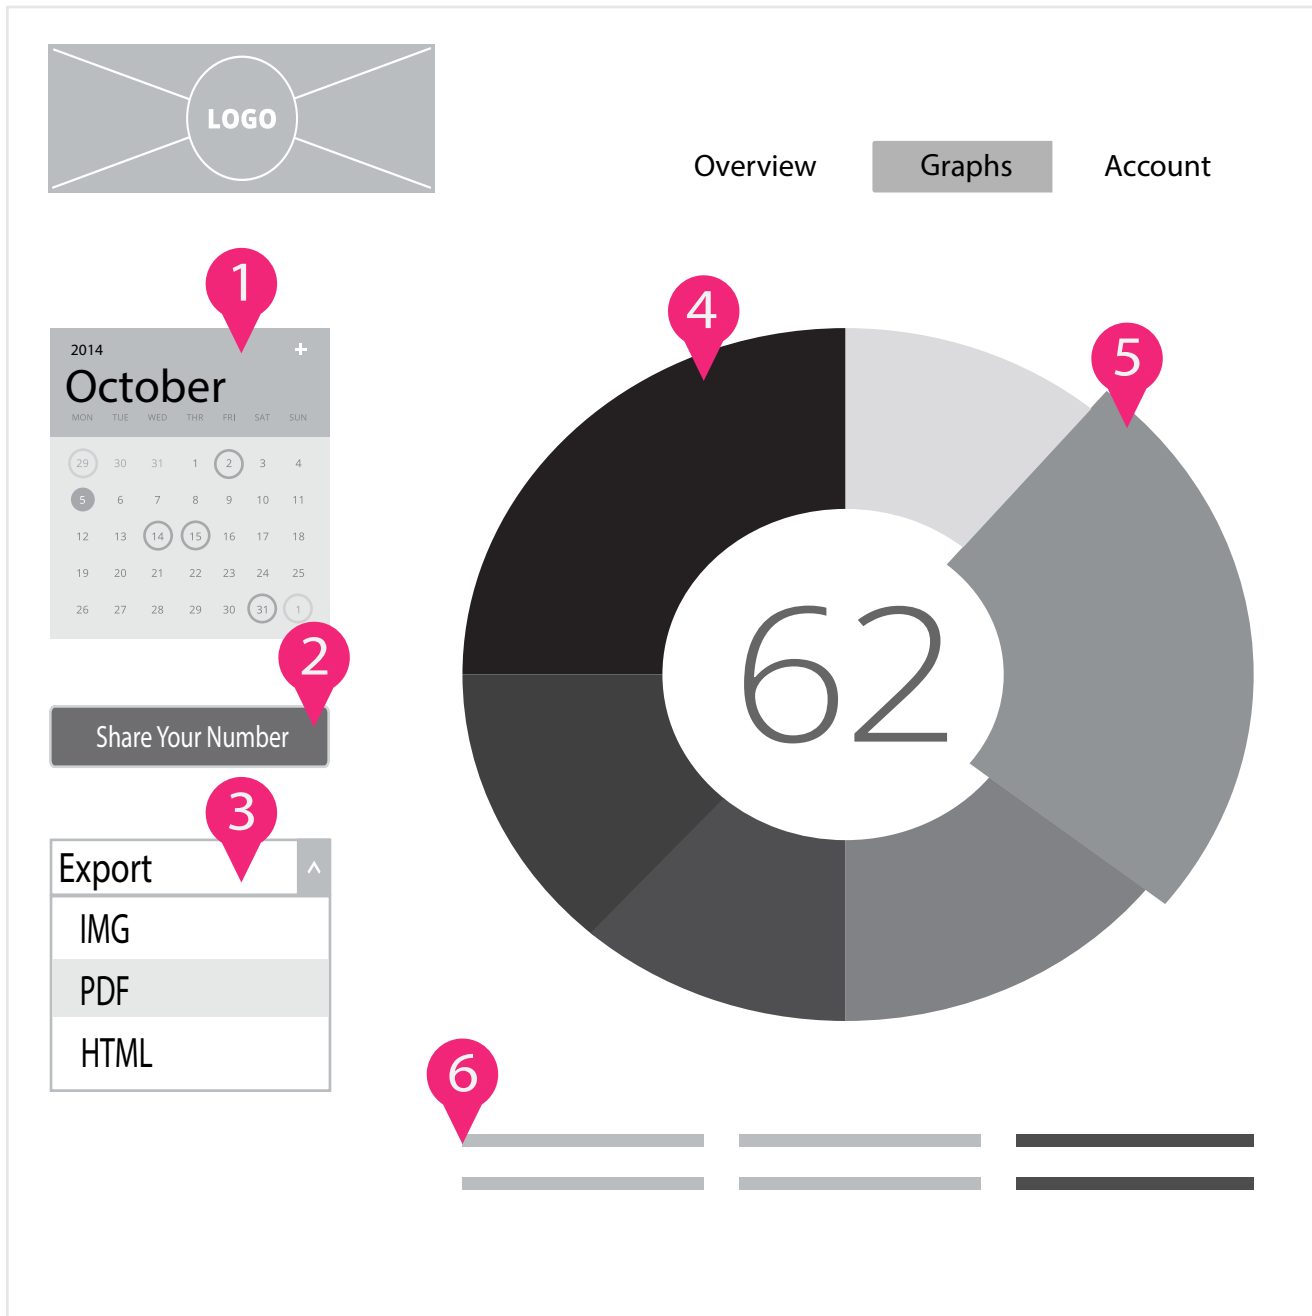 LOGO
Overview Graphs Account
1
2014 +
October
MON TUE WED THR FRI SAT SUN
29 30 31 1 2 3 4
5 6 7 8 9 10 11
12 13 14 15 16 17 18
19 20 21 22 23 24 25
26 27 28 29 30 31 1
2
Share Your Number
3
Export ^
IMG
PDF
HTML
4
5
62
6